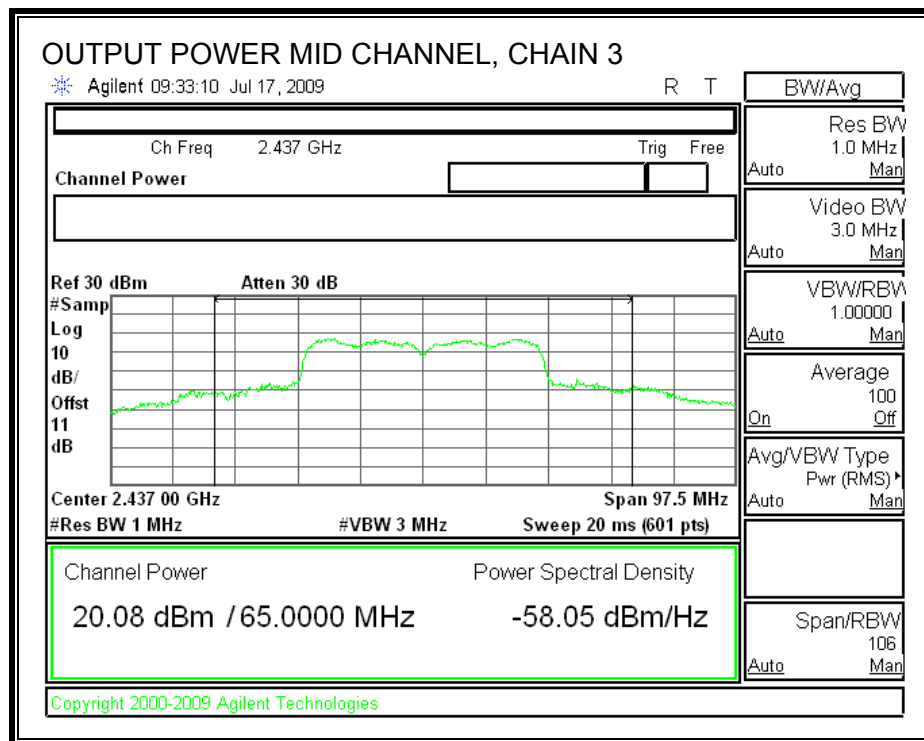 OUTPUT POWER MID CHANNEL, CHAIN 3
Agilent 09:33:10 Jul 17, 2009 R T
Ch Freq 2.437 GHz Trig Free
Channel Power
Ref 30 dBm Atten 30 dB
#Samp
Log
10
dB/
Offst
11
dB
Center 2.437 00 GHz Span 97.5 MHz
#Res BW 1 MHz #VBW 3 MHz Sweep 20 ms (601 pts)
Channel Power Power Spectral Density
20.08 dBm / 65.0000 MHz -58.05 dBm/Hz
Copyright 2000-2009 Agilent Technologies
BW/Avg
Res BW
1.0 MHz
Auto Man
Video BW
3.0 MHz
Auto Man
VBW/RBW
1.00000
Auto Man
Average
100
On Off
Avg/VBW Type
Pwr (RMS)
Auto Man
Span/RBW
106
Auto Man